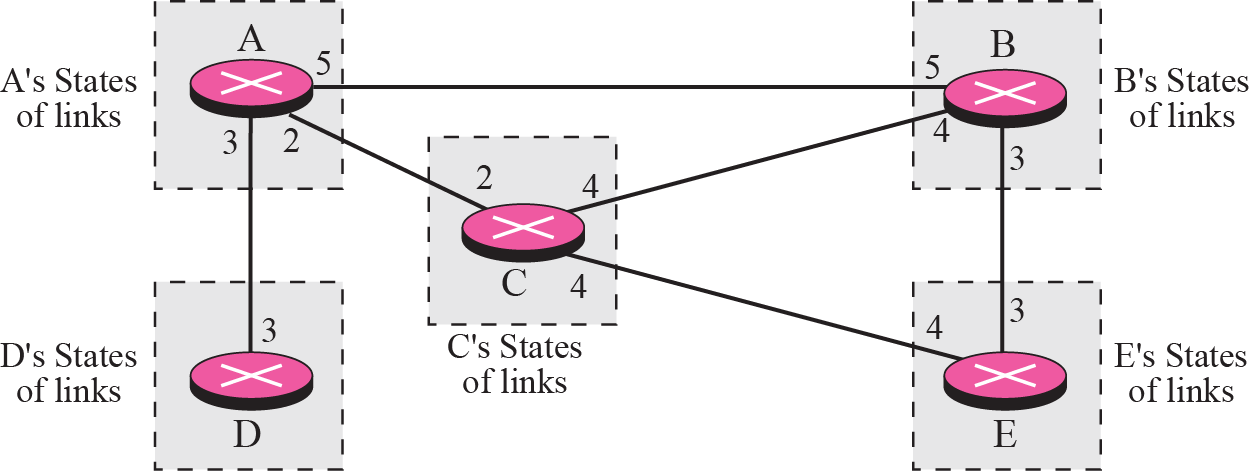 A
B
A's States
of links
5
5
B's States
of links
3
2
4
3
2
4
C
4
C's States
of links
D's States
of links
3
D
4
3
E
E's States
of links